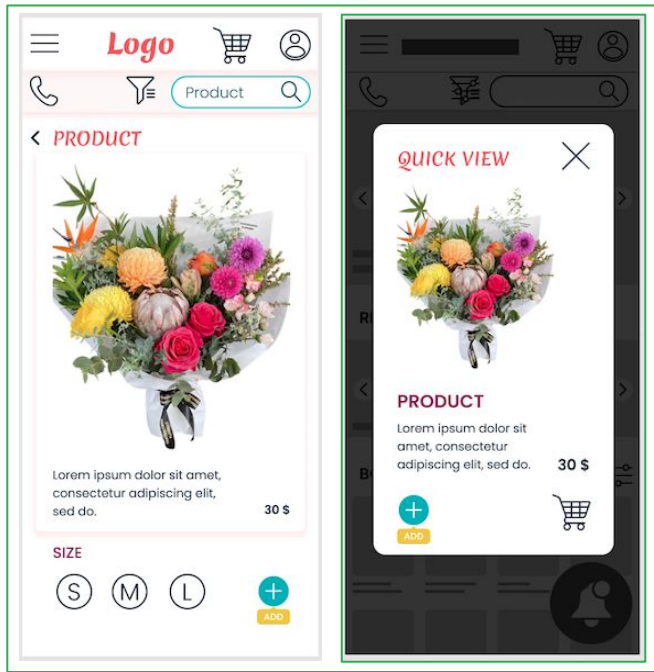 Logo
Product
PRODUCT
Lorem ipsum dolor sit amet,
consectetur adipiscing elit,
sed do.
30 $
SIZE
S M L
ADD
QUICK VIEW
PRODUCT
Lorem ipsum dolor sit
amet, consectetur
adipiscing elit, sed do.
30 $
ADD